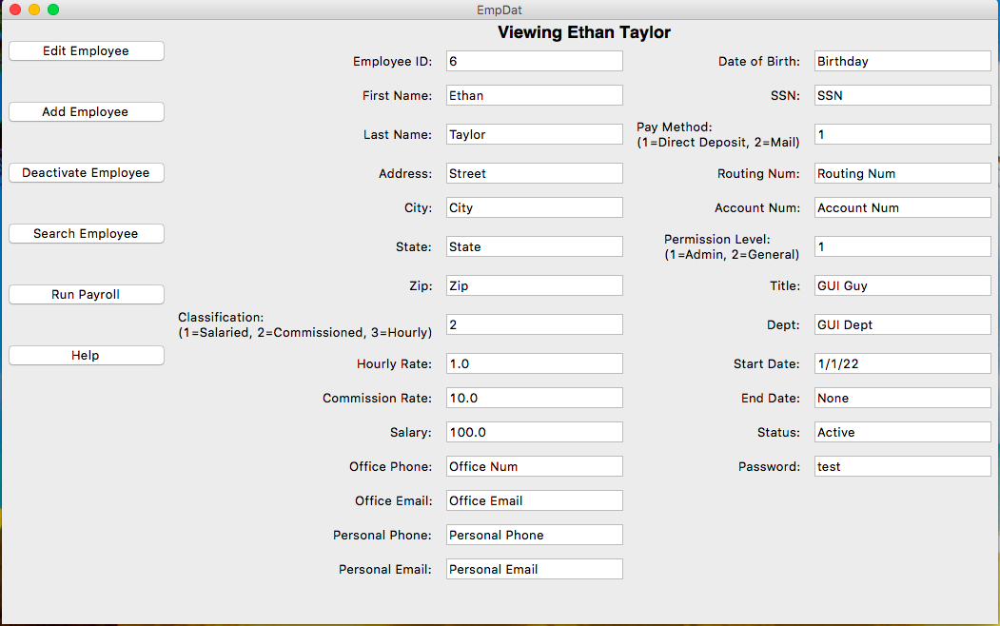 EmpDat
Viewing Ethan Taylor
Edit Employee
Add Employee
Deactivate Employee
Search Employee
Run Payroll
Help
Employee ID: 6
First Name: Ethan
Last Name: Taylor
Address: Street
City: City
State: State
Zip: Zip
Classification:
(1=Salaried, 2=Commissioned, 3=Hourly) 2
Hourly Rate: 1.0
Commission Rate: 10.0
Salary: 100.0
Office Phone: Office Num
Office Email: Office Email
Personal Phone: Personal Phone
Personal Email: Personal Email
Date of Birth: Birthday
SSN: SSN
Pay Method:
(1=Direct Deposit, 2=Mail) 1
Routing Num: Routing Num
Account Num: Account Num
Permission Level:
(1=Admin, 2=General) 1
Title: GUI Guy
Dept: GUI Dept
Start Date: 1/1/22
End Date: None
Status: Active
Password: test